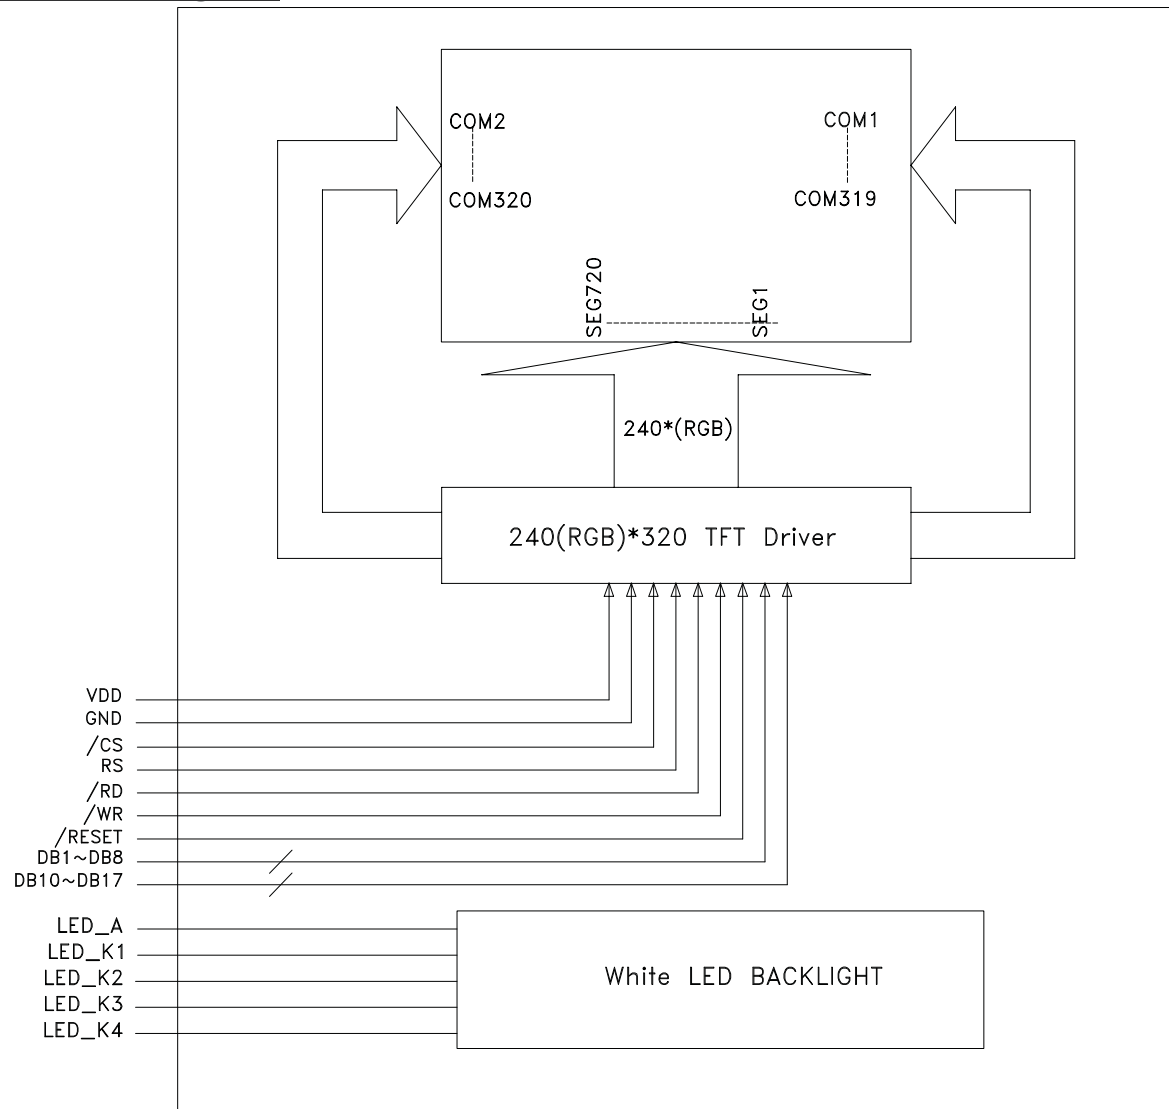 COM2
COM1
COM320
COM319
SEG720
SEG1
240*(RGB)
240(RGB)*320 TFT Driver
VDD
GND
/CS
RS
/RD
/WR
/RESET
DB1~DB8
DB10~DB17
LED_A
LED_K1
LED_K2
LED_K3
LED_K4
White LED BACKLIGHT